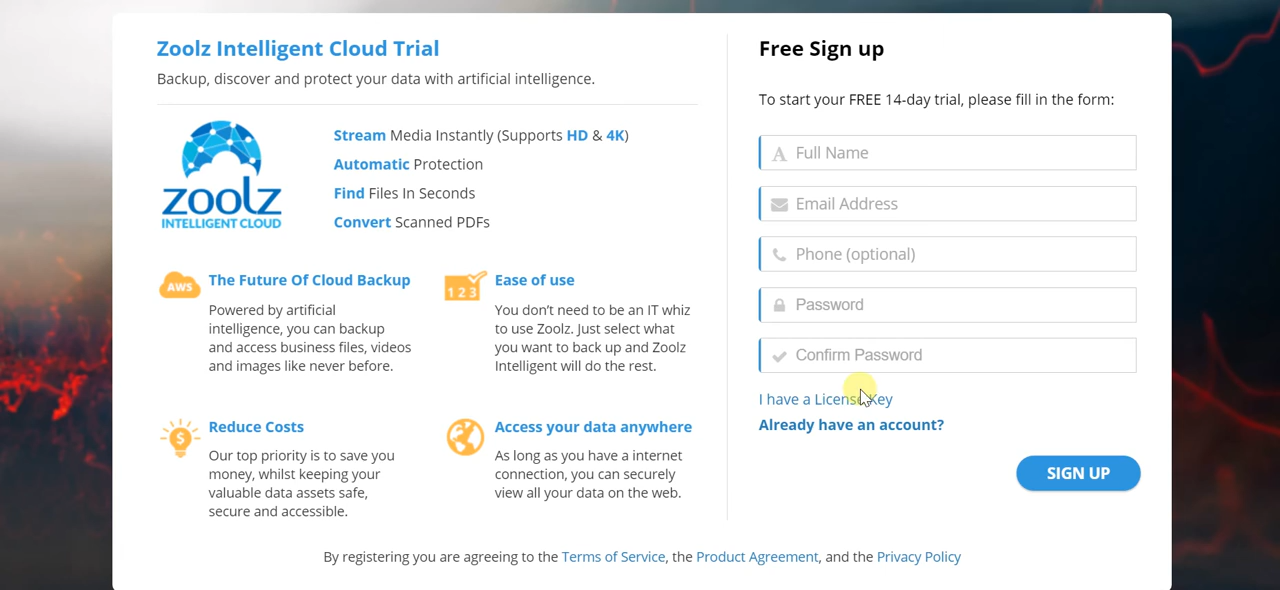 Zoolz Intelligent Cloud Trial
Backup, discover and protect your data with artificial intelligence.
zoolz
INTELLIGENT CLOUD
Stream Media Instantly (Supports HD & 4K)
Automatic Protection
Find Files In Seconds
Convert Scanned PDFs
AWS
The Future Of Cloud Backup
Powered by artificial
intelligence, you can backup
and access business files, videos
and images like never before.
1 2 3
Ease of use
You don't need to be an IT whiz
to use Zoolz. Just select what
you want to back up and Zoolz
Intelligent will do the rest.
$
Reduce Costs
Our top priority is to save you
money, whilst keeping your
valuable data assets safe,
secure and accessible.
Access your data anywhere
As long as you have a internet
connection, you can securely
view all your data on the web.
Free Sign up
To start your FREE 14-day trial, please fill in the form:
A Full Name
Email Address
Phone (optional)
Password
Confirm Password
I have a License Key
Already have an account?
SIGN UP
By registering you are agreeing to the Terms of Service, the Product Agreement, and the Privacy Policy